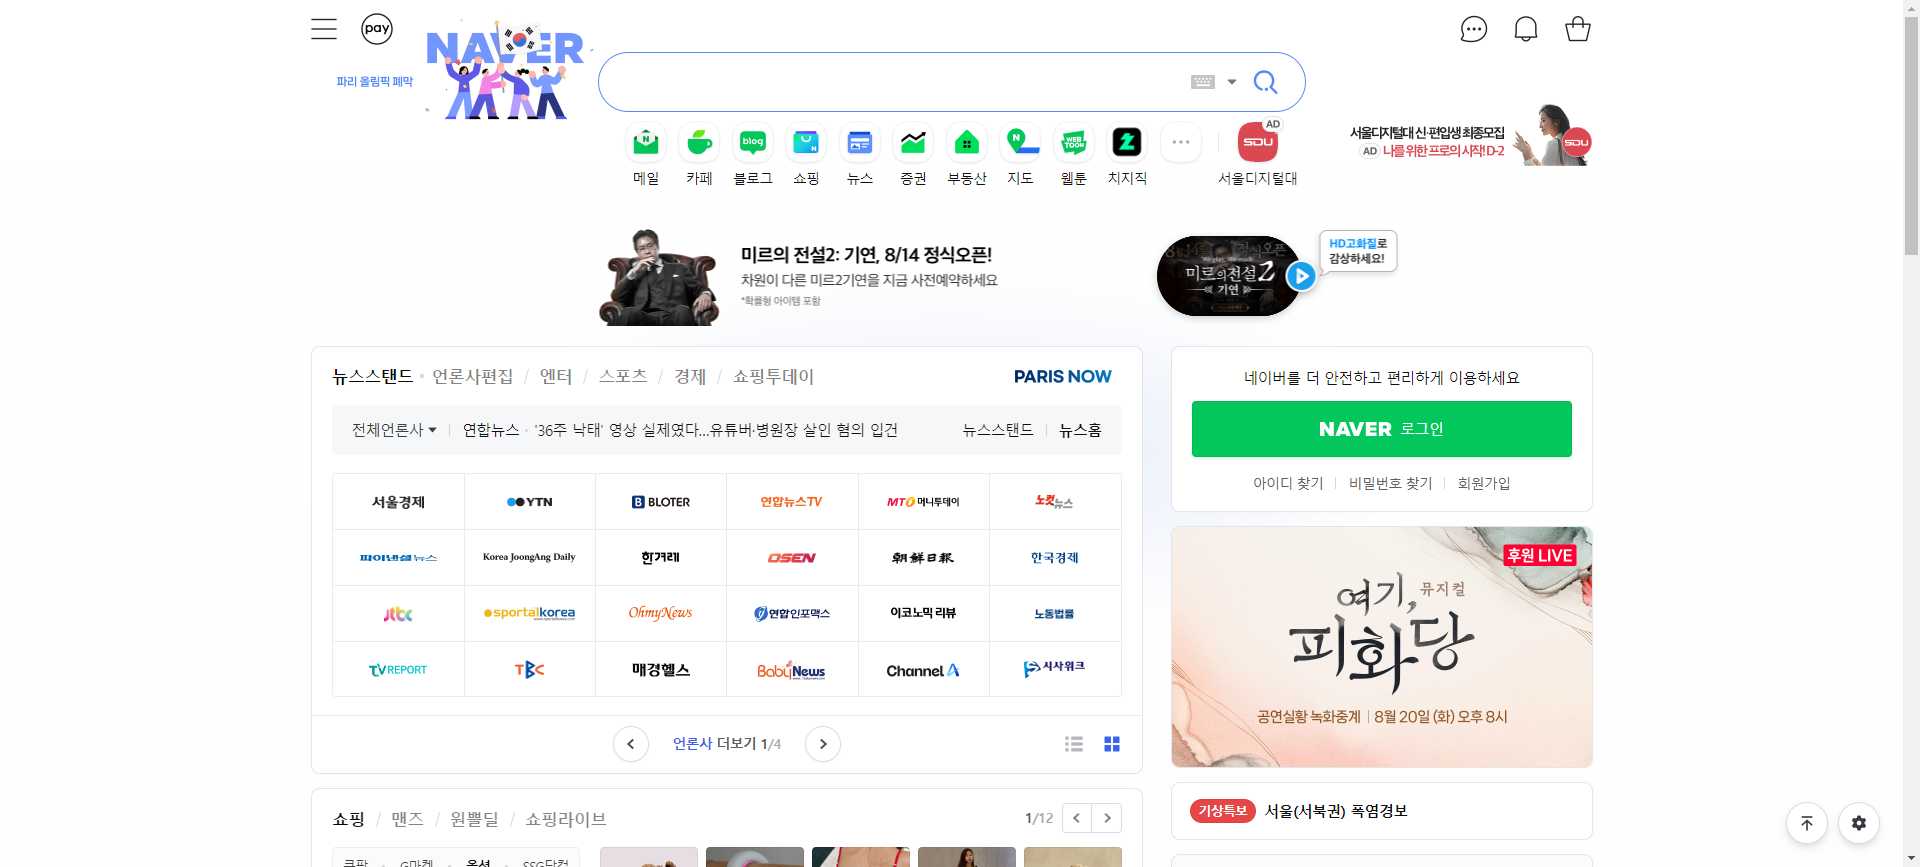 pay
NAVER
파리 올림픽 폐막
메일
카페
blog
블로그
쇼핑
뉴스
증권
부동산
지도
WEB TOON
웹툰
치지직
AD
SDU
서울디지털대
서울디지털대 신·편입생 최종모집
AD 나를 위한 프로의 시작! D-2
SDU
미르의 전설2: 기연, 8/14 정식오픈!
차원이 다른 미르2기연을 지금 사전예약하세요
*확률형 아이템 포함
미르의전설2
기연
HD고화질로
감상하세요!
뉴스스탠드 · 언론사편집 / 엔터 / 스포츠 / 경제 / 쇼핑투데이
PARIS NOW
전체언론사
연합뉴스 · '36주 낙태' 영상 실제였다...유튜버·병원장 살인 혐의 입건
뉴스스탠드
뉴스홈
서울경제
YTN
B BLOTER
연합뉴스TV
MTO 머니투데이
노컷뉴스
파이낸셜뉴스
Korea JoongAng Daily
한겨레
OSEN
朝鮮日報
한국경제
jtbc
sportalkorea
OhmyNews
연합인포맥스
이코노믹 리뷰
노동법률
TV REPORT
TBC
매경헬스
BabyNews
Channel A
시사위크
언론사 더보기 1/4
네이버를 더 안전하고 편리하게 이용하세요
NAVER 로그인
아이디 찾기
비밀번호 찾기
회원가입
후원 LIVE
뮤지컬
여기,
피화당
공연실황 녹화중계 | 8월 20일 (화) 오후 8시
기상특보 서울(서북권) 폭염경보
쇼핑 / 맨즈 / 원쁠딜 / 쇼핑라이브
1/12
쿠팡 · G마켓 · 옥션 · SSG닷컴